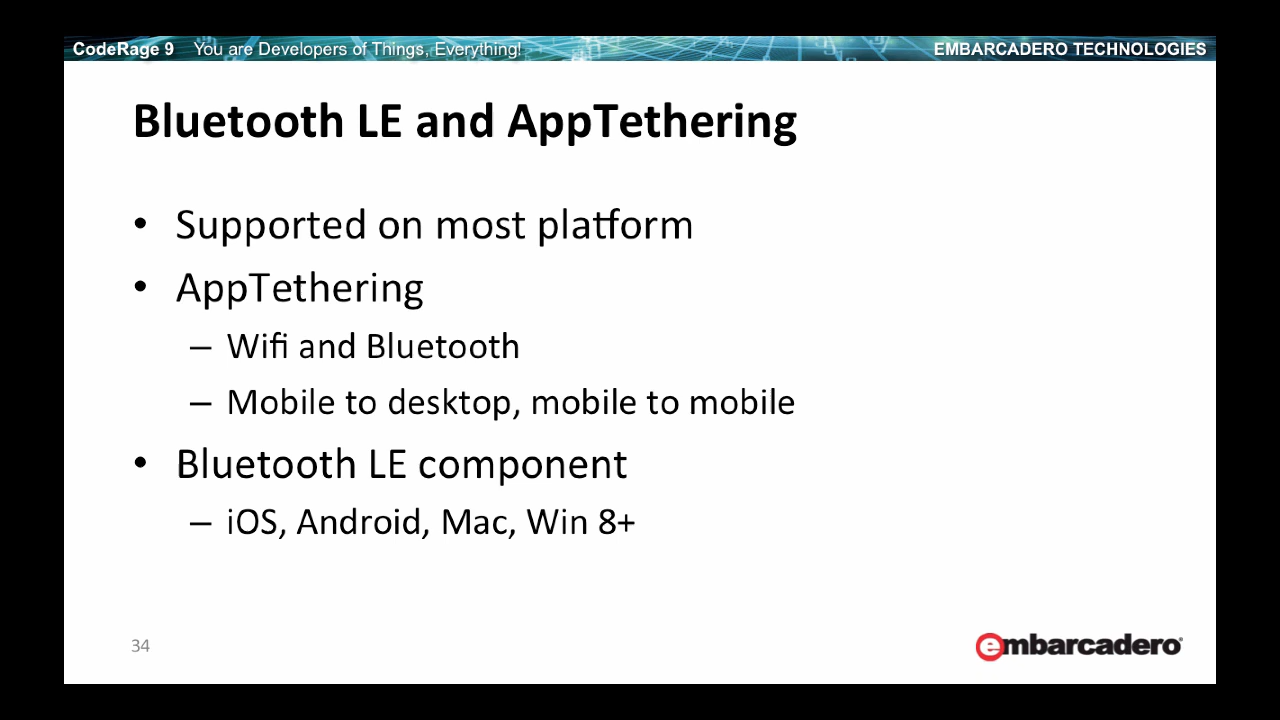 CodeRage 9 You are Developers of Things, Everything! EMBARCADERO TECHNOLOGIES
Bluetooth LE and AppTethering
• Supported on most platform
• AppTethering
– Wifi and Bluetooth
– Mobile to desktop, mobile to mobile
• Bluetooth LE component
– iOS, Android, Mac, Win 8+
34
embarcadero